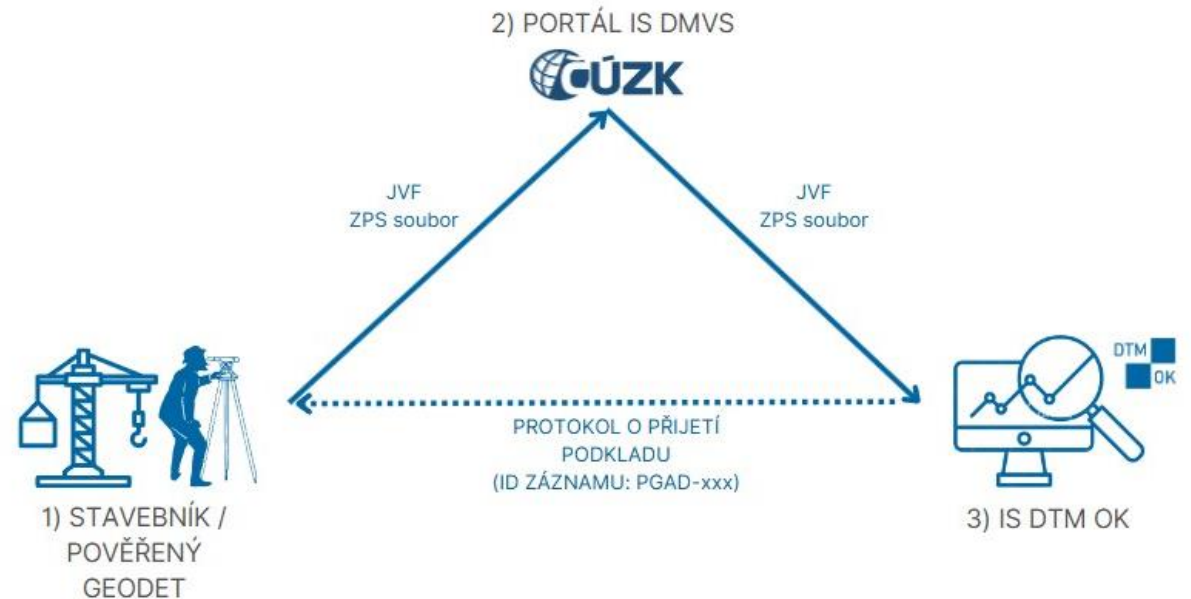 2) PORTÁL IS DMVS
ČÚZK
JVF
ZPS soubor
JVF
ZPS soubor
DTM
OK
PROTOKOL O PŘIJETÍ
PODKLADU
(ID ZÁZNAMU: PGAD-xxx)
1) STAVEBNÍK /
POVĚŘENÝ
GEODET
3) IS DTM OK